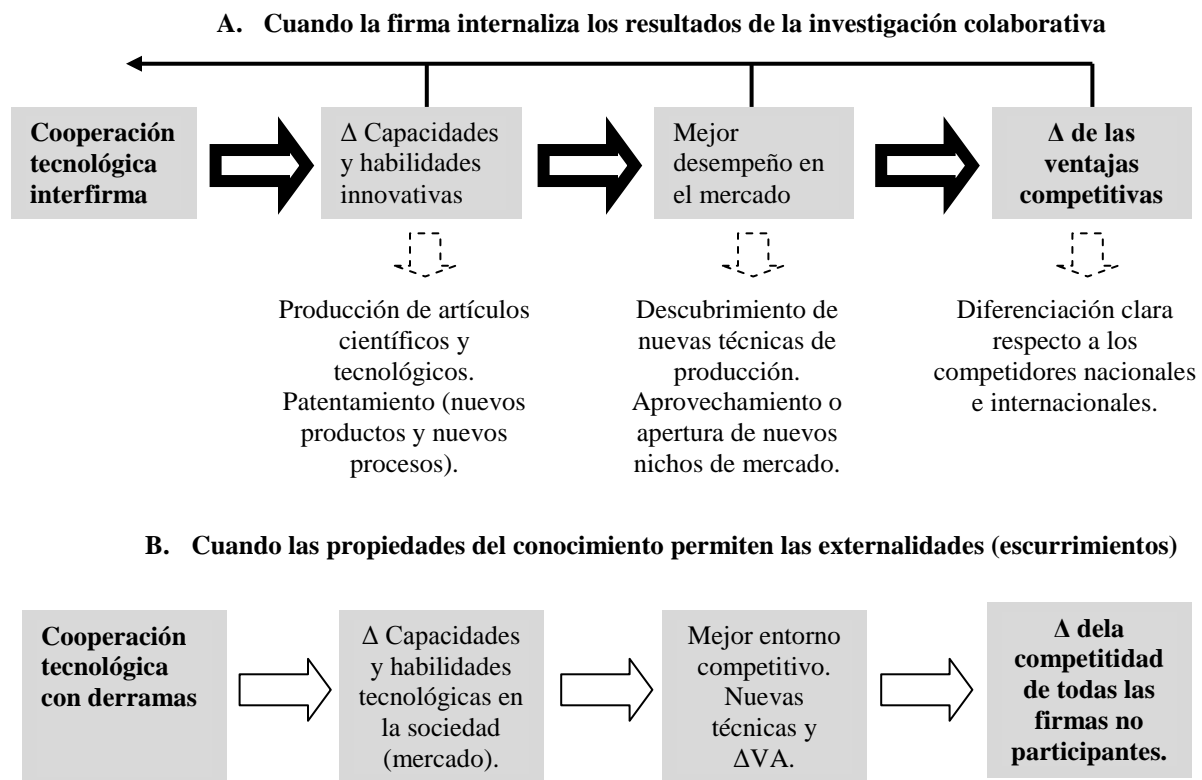 A. Cuando la firma internaliza los resultados de la investigación colaborativa
Cooperación
tecnológica
interfirma
Δ Capacidades
y habilidades
innovativas
Mejor
desempeño en
el mercado
Δ de las
ventajas
competitivas
Producción de artículos
científicos y
tecnológicos.
Patentamiento (nuevos
productos y nuevos
procesos).
Descubrimiento de
nuevas técnicas de
producción.
Aprovechamiento o
apertura de nuevos
nichos de mercado.
Diferenciación clara
respecto a los
competidores nacionales
e internacionales.
B. Cuando las propiedades del conocimiento permiten las externalidades (escurrimientos)
Cooperación
tecnológica
con derramas
Δ Capacidades
y habilidades
tecnológicas en
la sociedad
(mercado).
Mejor entorno
competitivo.
Nuevas
técnicas y
ΔVA.
Δ dela
competitidad
de todas las
firmas no
participantes.